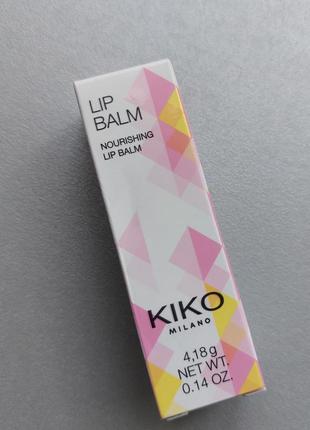 LIP
BALM
NOURISHING
LIP BALM
KIKO
MILANO
4,18 g
NET WT.
0.14 OZ.